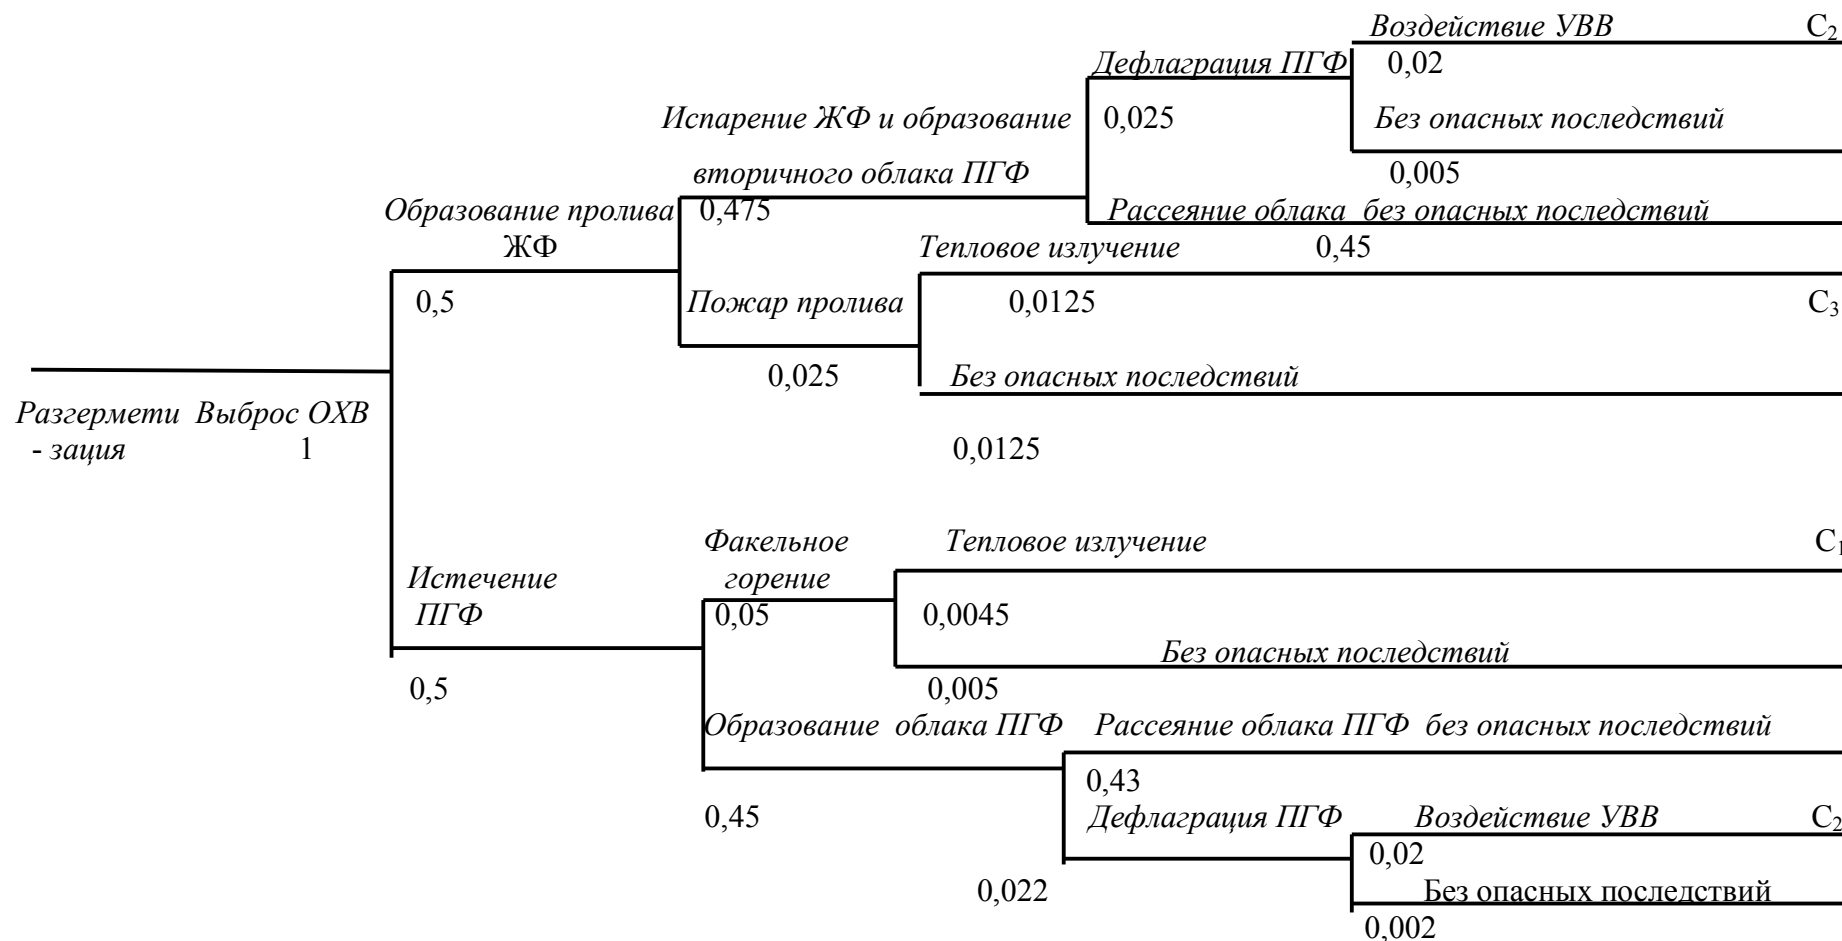 Воздействие УВВ C2
Дефлаграция ПГФ 0,02
Испарение ЖФ и образование 0,025 Без опасных последствий
вторичного облака ПГФ 0,005
Образование пролива 0,475 Рассеяние облака без опасных последствий
ЖФ Тепловое излучение 0,45
0,5 Пожар пролива 0,0125 C3
0,025 Без опасных последствий
Разгермети Выброс ОХВ
- зация 1 0,0125
Факельное Тепловое излучение C1
Истечение горение
ПГФ 0,05 0,0045
Без опасных последствий
0,5 0,005
Образование облака ПГФ Рассеяние облака ПГФ без опасных последствий
0,43
0,45 Дефлаграция ПГФ Воздействие УВВ C2
0,02
0,022 Без опасных последствий
0,002